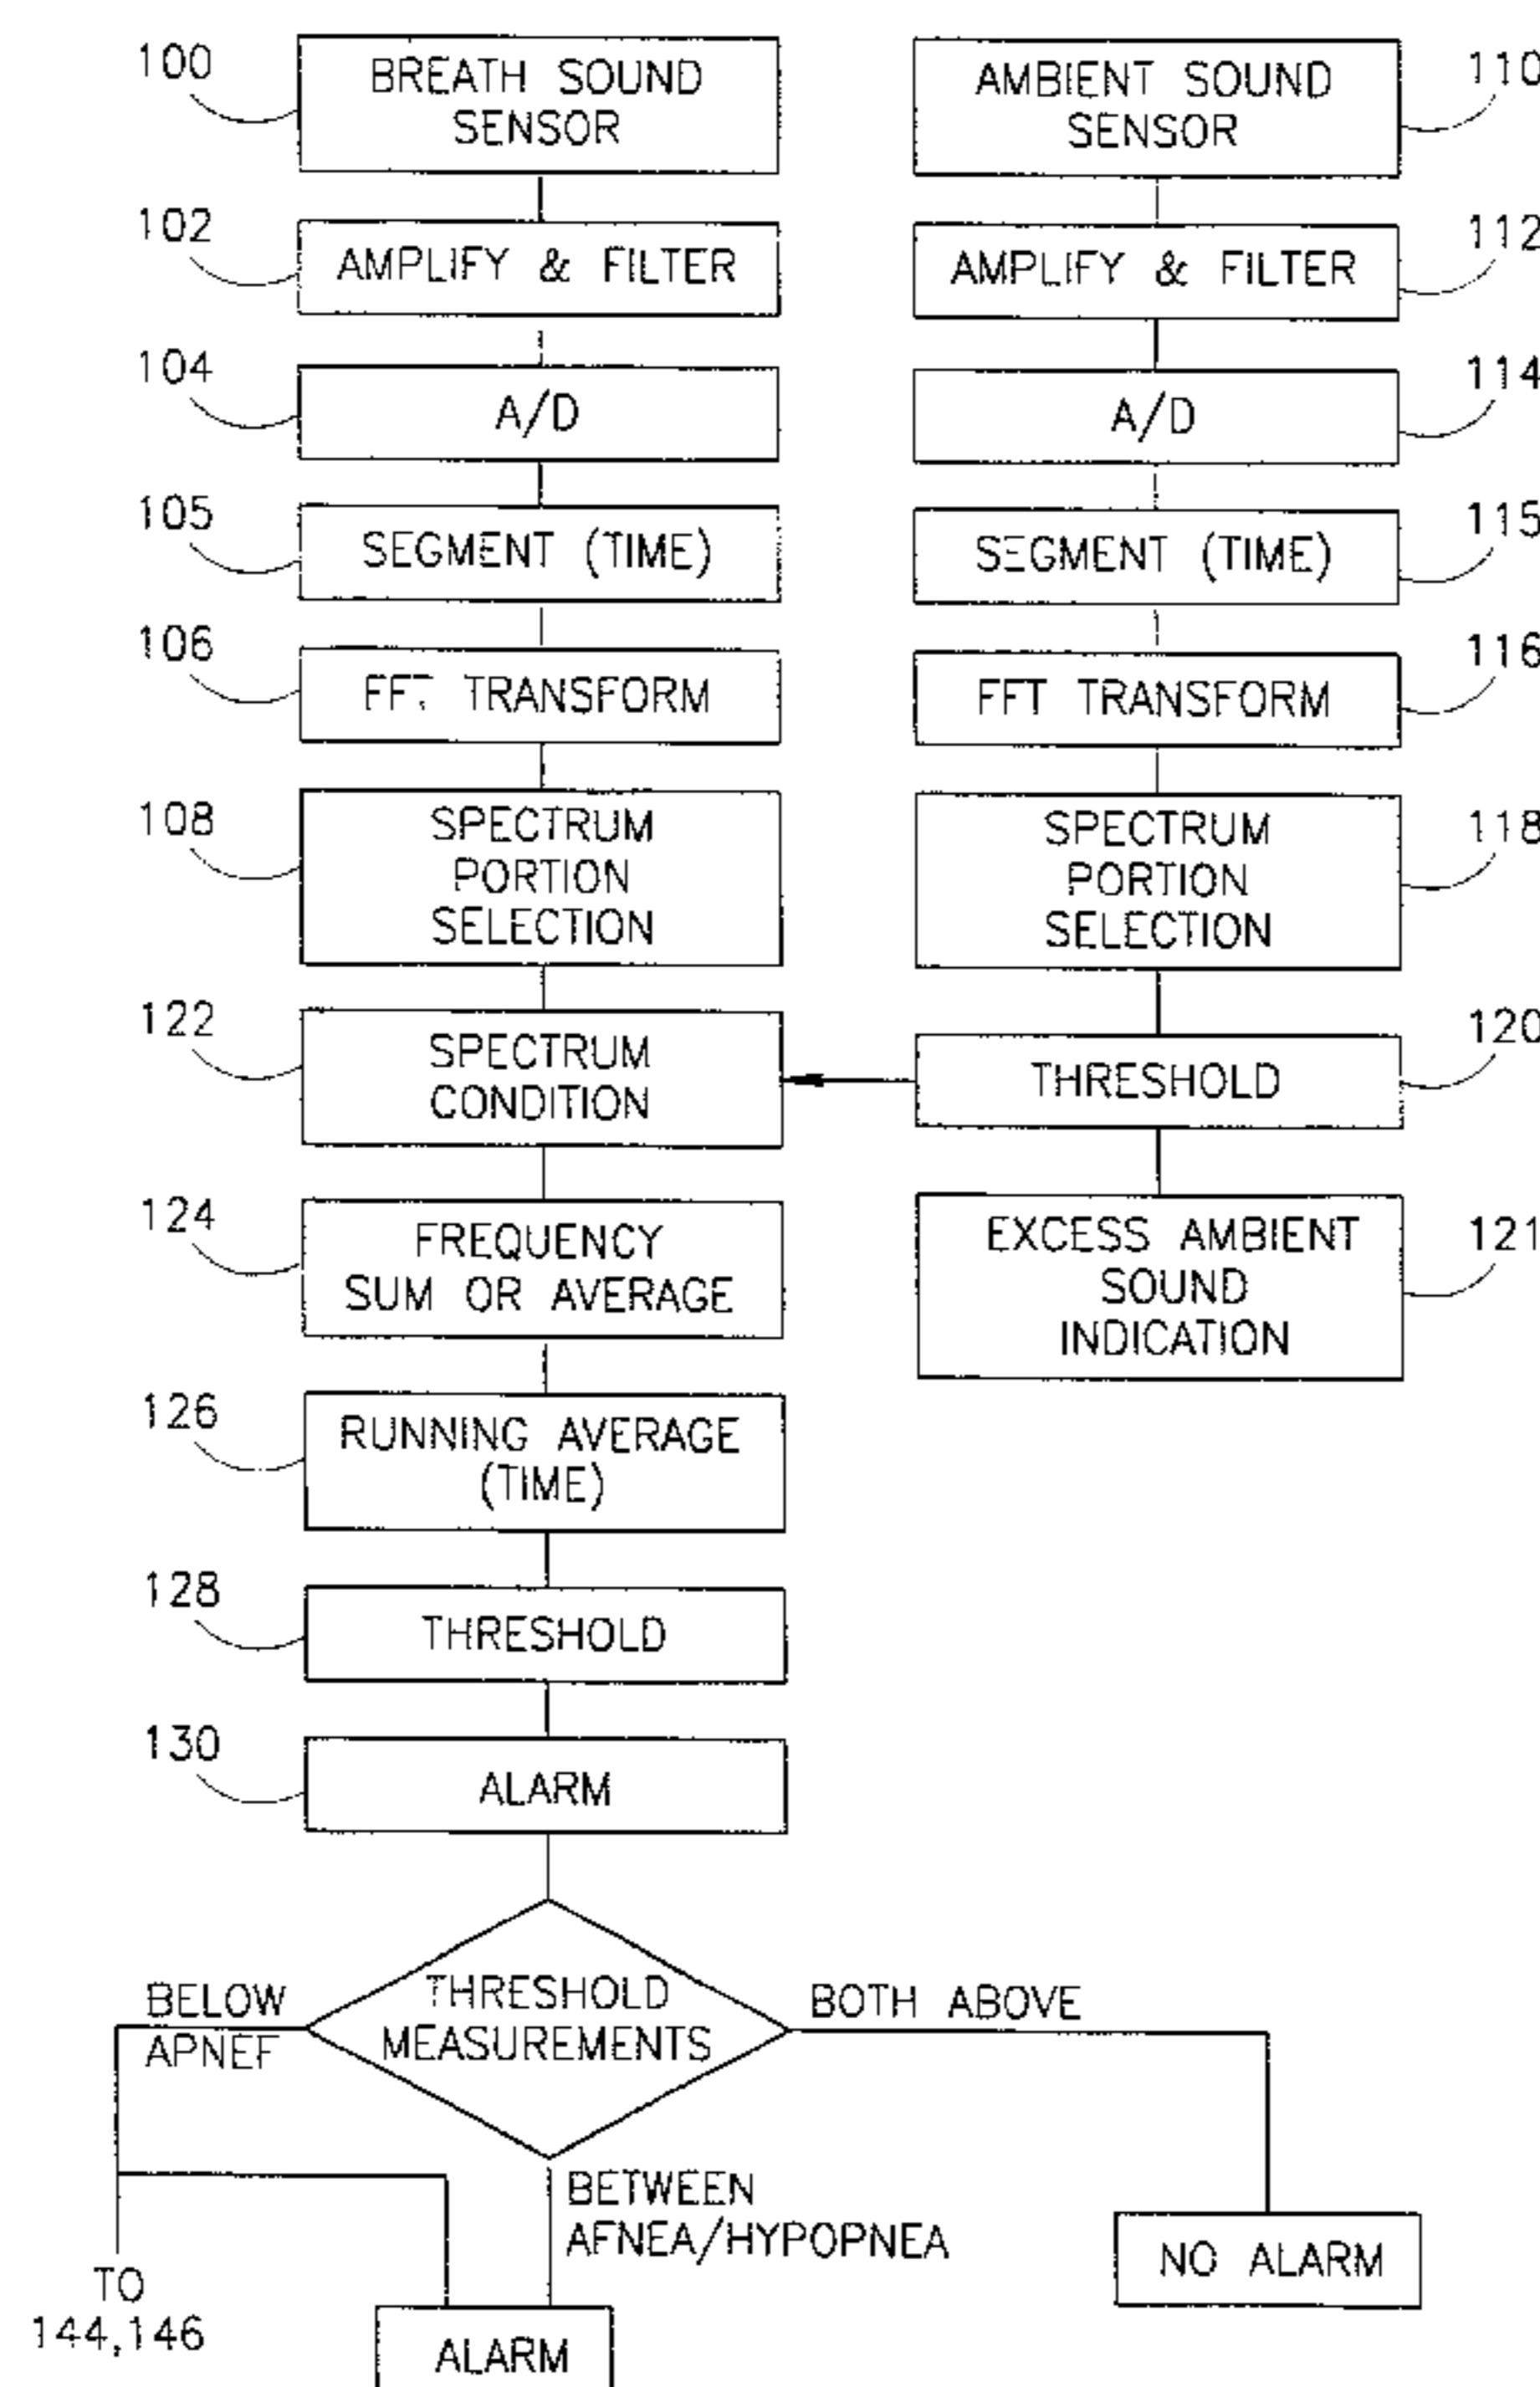 100
BREATH SOUND
SENSOR
AMBIENT SOUND
SENSOR
110
102
AMPLIFY & FILTER
AMPLIFY & FILTER
112
104
A/D
A/D
114
105
SEGMENT (TIME)
SEGMENT (TIME)
115
106
FFT TRANSFORM
FFT TRANSFORM
116
108
SPECTRUM
PORTION
SELECTION
SPECTRUM
PORTION
SELECTION
118
122
SPECTRUM
CONDITION
THRESHOLD
120
124
FREQUENCY
SUM OR AVERAGE
EXCESS AMBIENT
SOUND
INDICATION
121
126
RUNNING AVERAGE
(TIME)
128
THRESHOLD
130
ALARM
THRESHOLD
MEASUREMENTS
BELOW
APNEF
BOTH ABOVE
BETWEEN
AFNEA/HYPOPNEA
NO ALARM
TO
144,146
ALARM